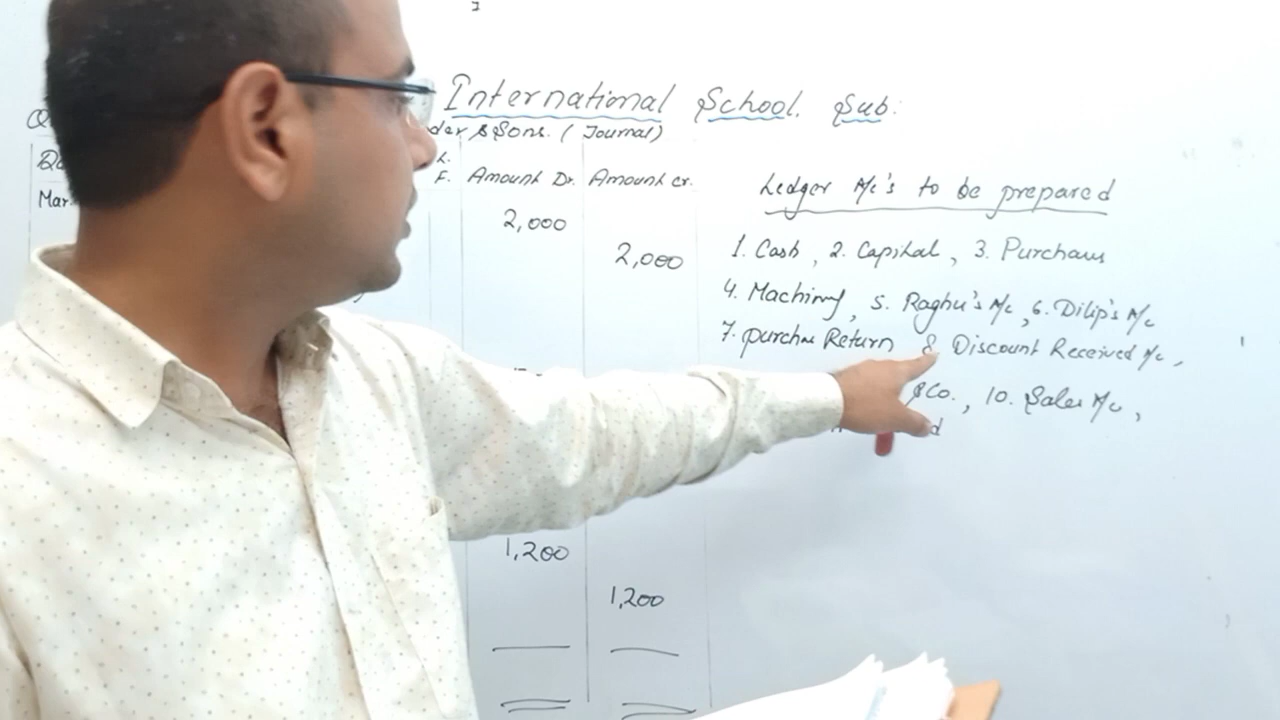 International School. Sub:
& Sons. (Journal)
L.
F. Amount Dr. Amount Cr.
Mar.
2,000
2,000
Ledger A/c's to be prepared
1. Cash, 2. Capital, 3. Purchases
4. Machinery, 5. Raghu's A/c, 6. Dilip's A/c
7. purchase Return 8 Discount Received A/c,
&Co., 10. Sales A/c,
1,200
1,200